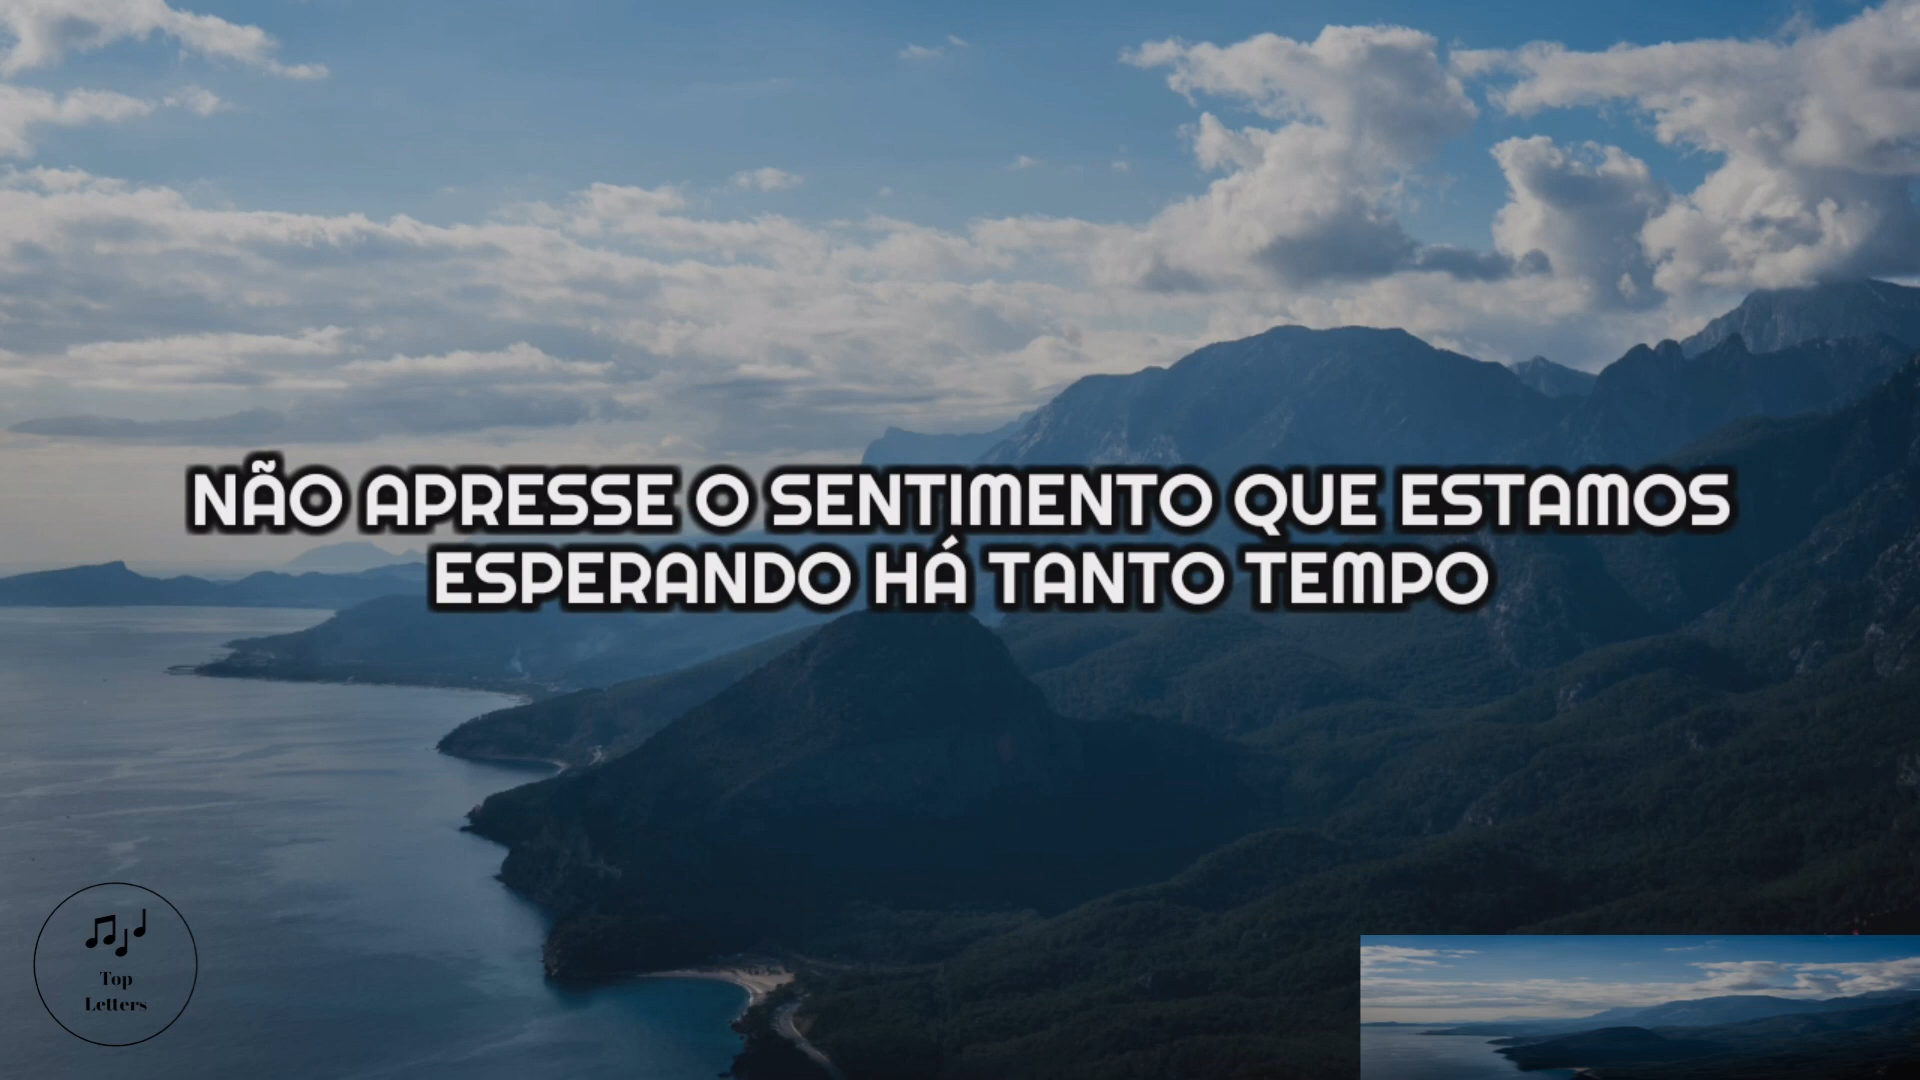 NÃO APRESSE O SENTIMENTO QUE ESTAMOS
ESPERANDO HÁ TANTO TEMPO
Top
Letters